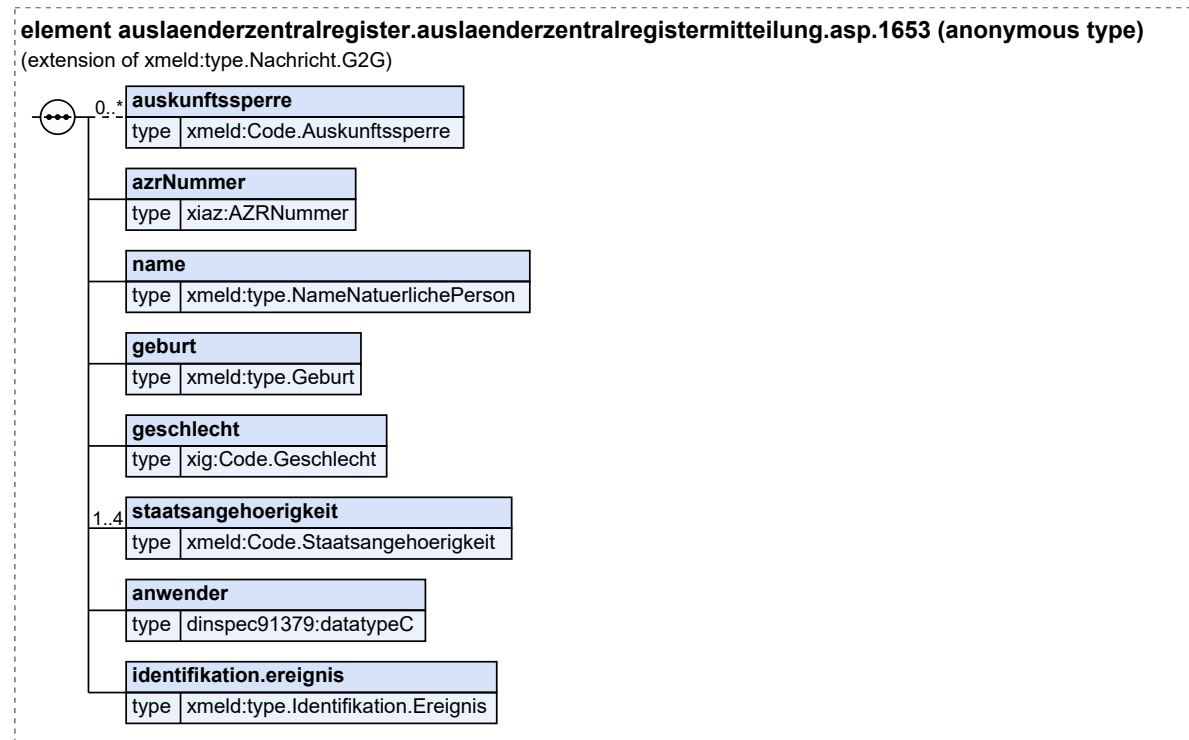 element auslaenderzentralregister.auslaenderzentralregistermitteilung.asp.1653 (anonymous type)
(extension of xmeld:type.Nachricht.G2G)
0..* auskunftssperre
type xmeld:Code.Auskunftssperre
azrNummer
type xiaz:AZRNummer
name
type xmeld:type.NameNatuerlichePerson
geburt
type xmeld:type.Geburt
geschlecht
type xig:Code.Geschlecht
1..4 staatsangehoerigkeit
type xmeld:Code.Staatsangehoerigkeit
anwender
type dinspec91379:datatypeC
identifikation.ereignis
type xmeld:type.Identifikation.Ereignis